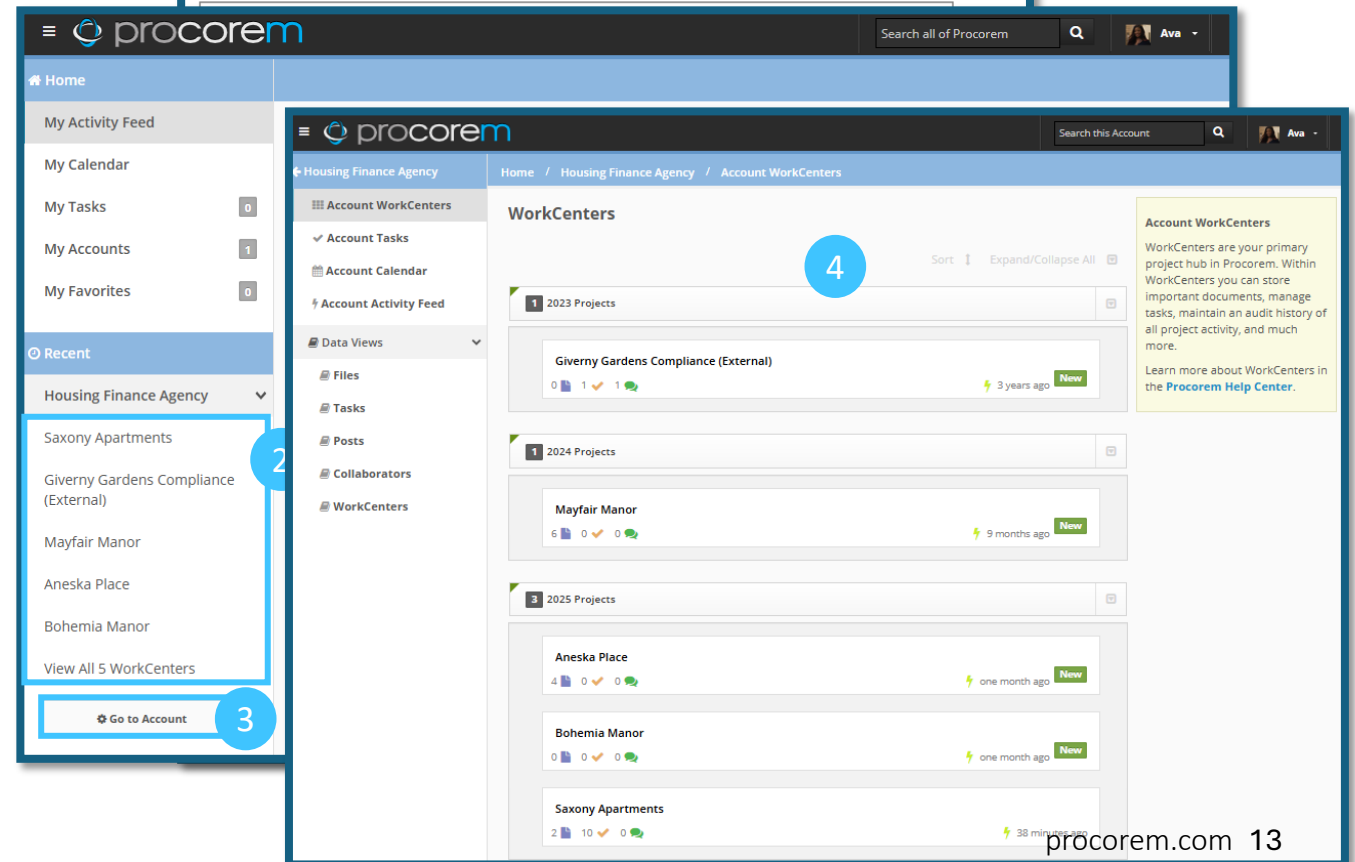 procorem
Search all of Procorem
Ava
Home
My Activity Feed
My Calendar
My Tasks 0
My Accounts 1
My Favorites 0
Recent
Housing Finance Agency
Saxony Apartments
Giverny Gardens Compliance
(External)
Mayfair Manor
Aneska Place
Bohemia Manor
View All 5 WorkCenters
2
Go to Account
3
procorem
Search this Account
Ava
Housing Finance Agency
Home / Housing Finance Agency / Account WorkCenters
Account WorkCenters
Account Tasks
Account Calendar
Account Activity Feed
Data Views
Files
Tasks
Posts
Collaborators
WorkCenters
WorkCenters
4
Sort Expand/Collapse All
1 2023 Projects
Giverny Gardens Compliance (External)
0 1 1 3 years ago New
1 2024 Projects
Mayfair Manor
6 0 0 9 months ago New
3 2025 Projects
Aneska Place
4 0 0 one month ago New
Bohemia Manor
0 0 0 one month ago New
Saxony Apartments
2 10 0 38 minutes ago
Account WorkCenters
WorkCenters are your primary
project hub in Procorem. Within
WorkCenters you can store
important documents, manage
tasks, maintain an audit history of
all project activity, and much
more.
Learn more about WorkCenters in
the Procorem Help Center.
procorem.com 13